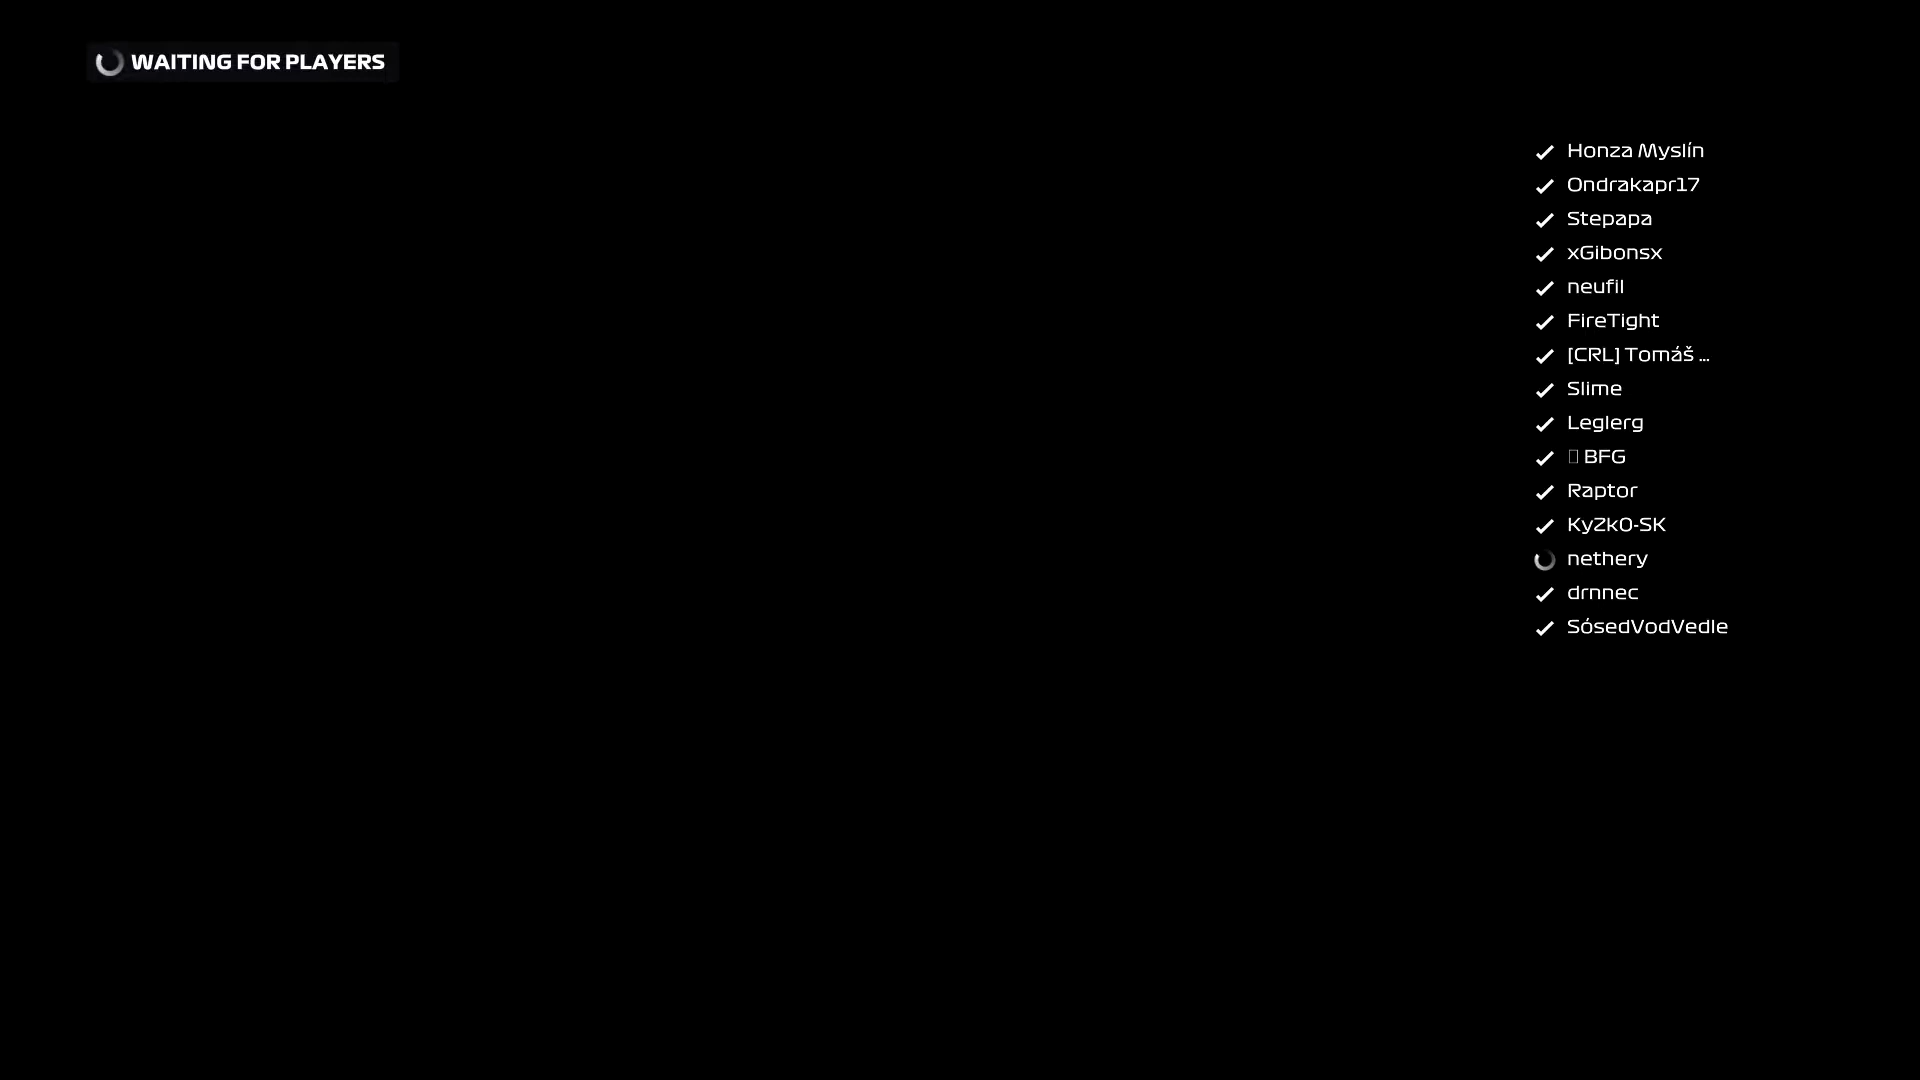 WAITING FOR PLAYERS
Honza Myslín
Ondrakapr17
Stepapa
xGibonsx
neufil
FireTight
[CRL] Tomáš ...
Slime
Leglerg
BFG
Raptor
KyZkO-SK
nethery
drnnec
SósedVodVedle